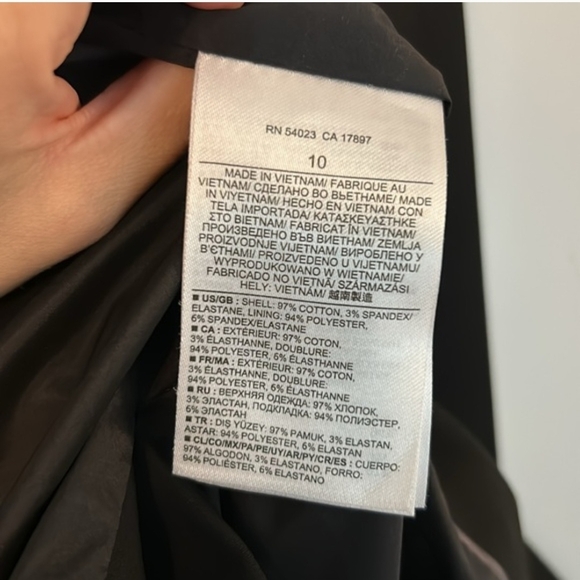 RN 54023 CA 17897
10
MADE IN VIETNAM/ FABRIQUE AU
VIETNAM/ СДЕЛАНО ВО ВЬЕТНАМЕ/ MADE
IN VIYETNAM/ HECHO EN VIETNAM CON
TELA IMPORTADA/ ΚΑΤΑΣΚΕΥΑΣΤΗΚΕ
ΣΤΟ ΒΙΕΤΝΑΜ/ FABRICAT ÎN VIETNAM/
ПРОИЗВЕДЕНО ВЪВ ВИЕТНАМ/ ZEMLJA
PROIZVODNJE VIJETNAM/ ВИРОБЛЕНО У
В'ЄТНАМІ/ PROIZVEDENO U VIJETNAMU/
WYPRODUKOWANO W WIETNAMIE/
FABRICADO NO VIETNÃ/ SZÁRMAZÁSI
HELY: VIETNÁM/ 越南製造
■ US/GB : SHELL: 97% COTTON, 3% SPANDEX/
ELASTANE, LINING: 94% POLYESTER,
6% SPANDEX/ELASTANE
■ CA : EXTÉRIEUR: 97% COTON,
3% ÉLASTHANNE, DOUBLURE:
94% POLYESTER, 6% ÉLASTHANNE
■ FR/MA : EXTÉRIEUR: 97% COTON,
3% ÉLASTHANNE, DOUBLURE:
94% POLYESTER, 6% ÉLASTHANNE
■ RU : ВЕРХНЯЯ ОДЕЖДА: 97% ХЛОПОК,
3% ЭЛАСТАН, ПОДКЛАДКА: 94% ПОЛИЭСТЕР,
6% ЭЛАСТАН
■ TR : DIŞ YÜZEY: 97% PAMUK, 3% ELASTAN,
ASTAR: 94% POLYESTER, 6% ELASTAN
■ CL/CO/MX/PA/PE/UY/AR/PY/CR/ES : CUERPO:
97% ALGODON, 3% ELASTANO, FORRO:
94% POLIÉSTER, 6% ELASTANO